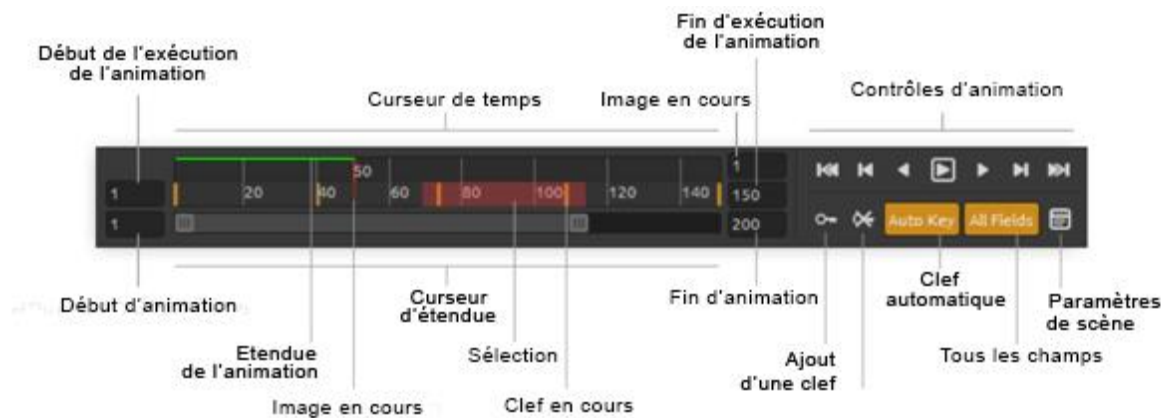 Fin d'exécution
de l'animation
Début de l'exécution
de l'animation
Curseur de temps
Image en cours
Contrôles d'animation
50
1
1
20
40
60
80
100
120
140
150
1
200
Auto Key
All Fields
Début d'animation
Curseur
d'étendue
Fin d'animation
Clef
automatique
Paramètres
de scène
Etendue
de l'animation
Sélection
Ajout
d'une clef
Tous les champs
Image en cours
Clef en cours